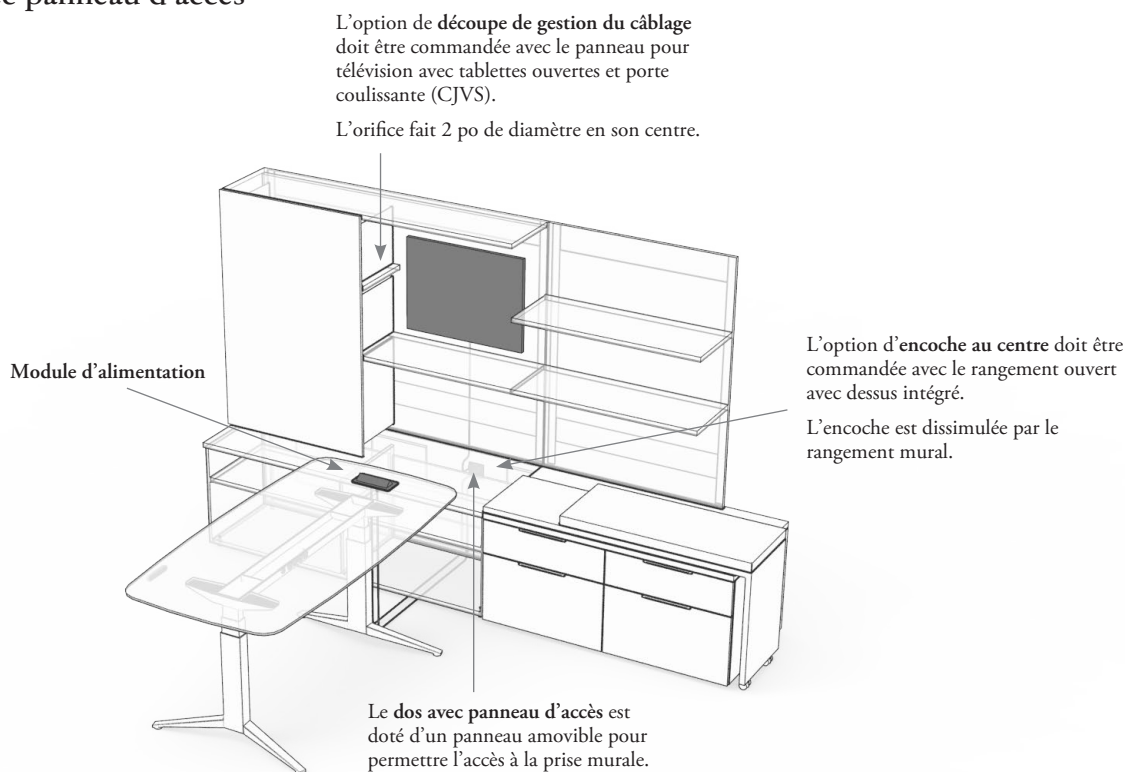 panneau d'accès
L'option de découpe de gestion du câblage
doit être commandée avec le panneau pour
télévision avec tablettes ouvertes et porte
coulissante (CJVS).
L'orifice fait 2 po de diamètre en son centre.
Module d'alimentation
L'option d'encoche au centre doit être
commandée avec le rangement ouvert
avec dessus intégré.
L'encoche est dissimulée par le
rangement mural.
Le dos avec panneau d'accès est
doté d'un panneau amovible pour
permettre l'accès à la prise murale.